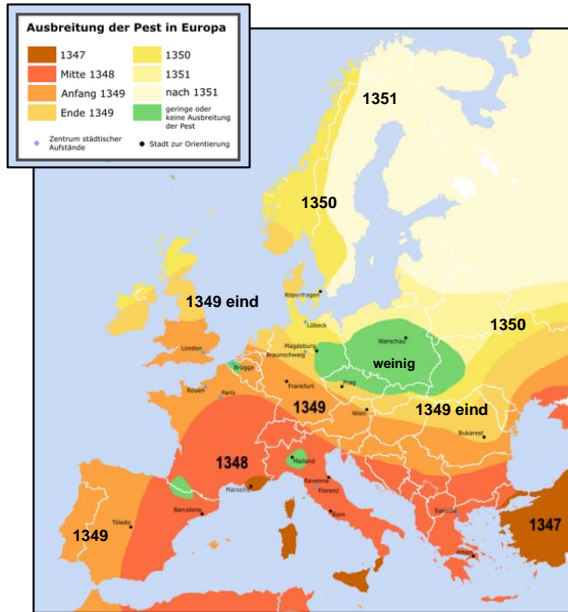 Ausbreitung der Pest in Europa
1347
Mitte 1348
Anfang 1349
Ende 1349
1350
1351
nach 1351
geringe oder
keine Ausbreitung
der Pest
Zentrum städtischer
Aufstände
Stadt zur Orientierung
1351
1350
1349 eind
Kopenhagen
Lübeck
1350
Magdeburg
Braunschweig
Warschau
weinig
London
Brügge
Frankfurt
Prag
Rouen
Paris
1349
Wien
1349 eind
Bukarest
1348
Mailand
Ravenna
Marseille
Florenz
1347
1349
Toledo
Barcelona
Rom
Athen